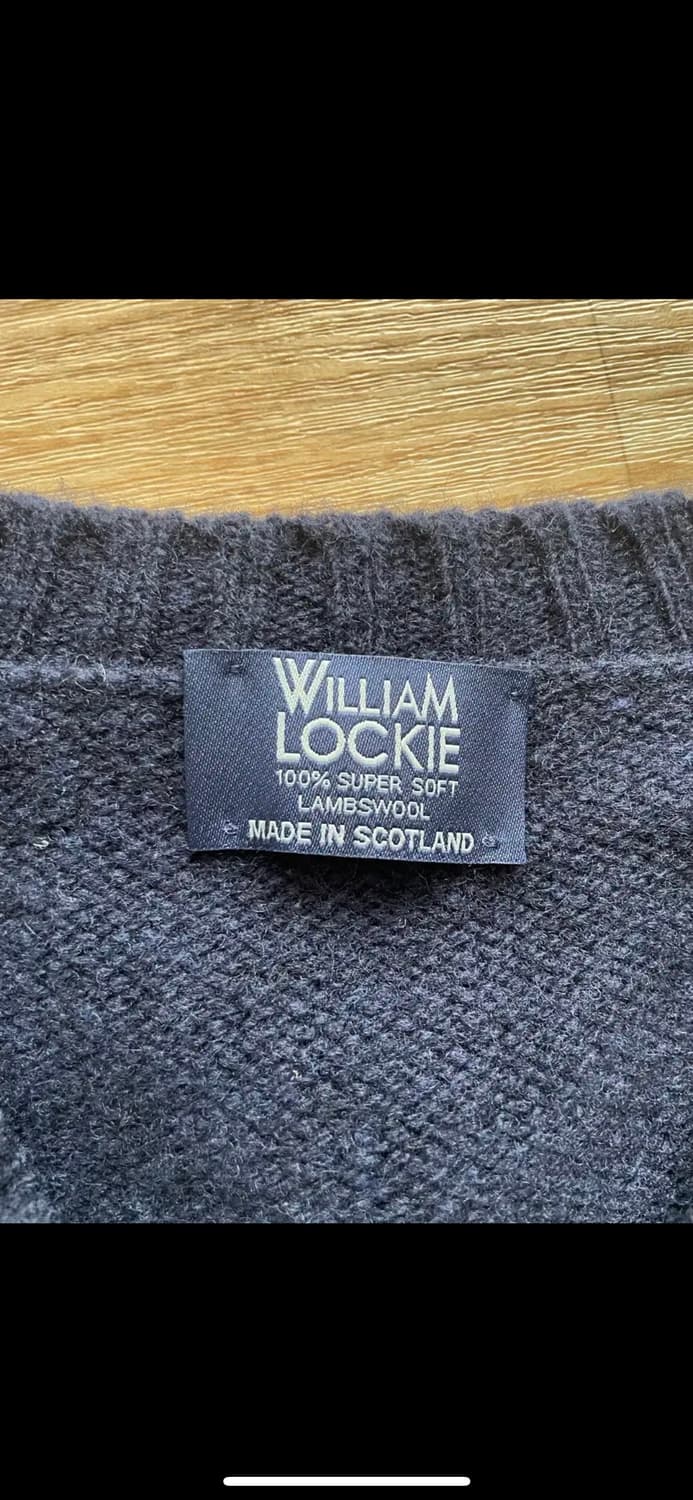 WILLIAM
LOCKIE
100% SUPER SOFT
LAMBSWOOL
MADE IN SCOTLAND